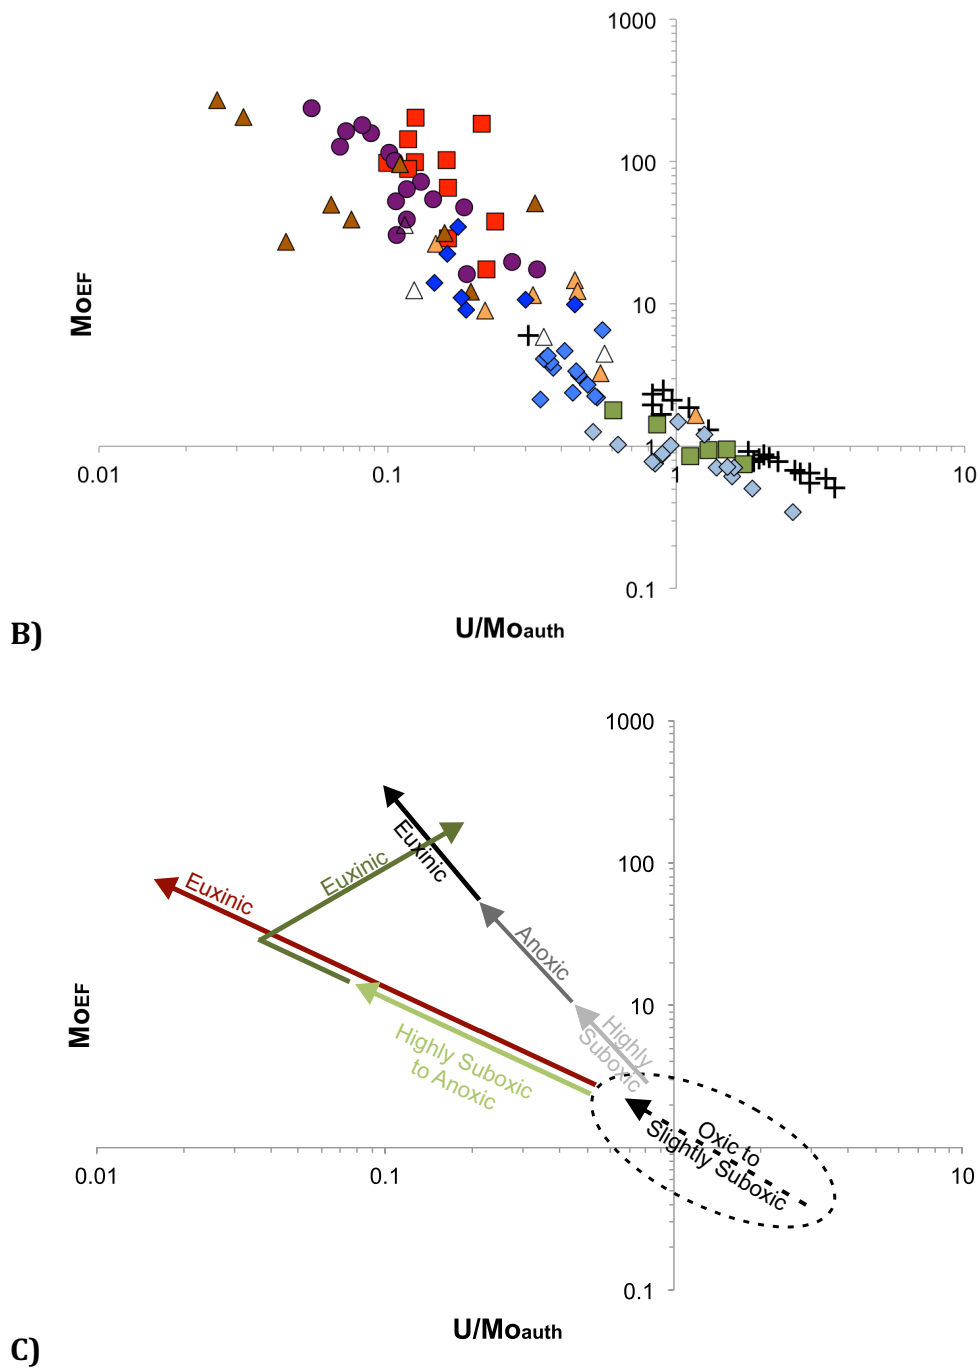 1000
100
10
1
0.1
0.01
0.1
1
10
MoEF
U/Moauth
B)
1000
100
10
0.1
0.01
0.1
10
MoEF
Euxinic
Euxinic
Euxinic
Anoxic
Highly
Suboxic
Highly Suboxic
to Anoxic
Oxic to
Slightly Suboxic
U/Moauth
C)